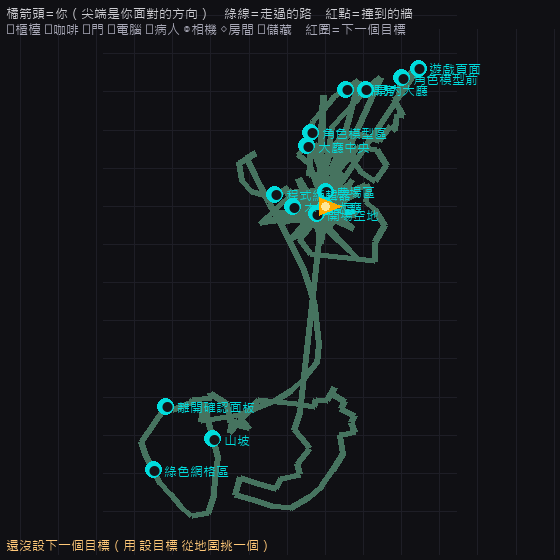 橘箭頭=你（尖端是你面對的方向） 綠線=走過的路 紅點=撞到的牆
櫃檯 咖啡 門 電腦 病人 相機 ◇房間 儲藏 紅圈=下一個目標
遊戲頁面
角色模型前
大廳
角色模型區
大廳中央
空地
離開確認面板
山坡
綠色網格區
還沒設下一個目標（用 設目標 從地圖挑一個）